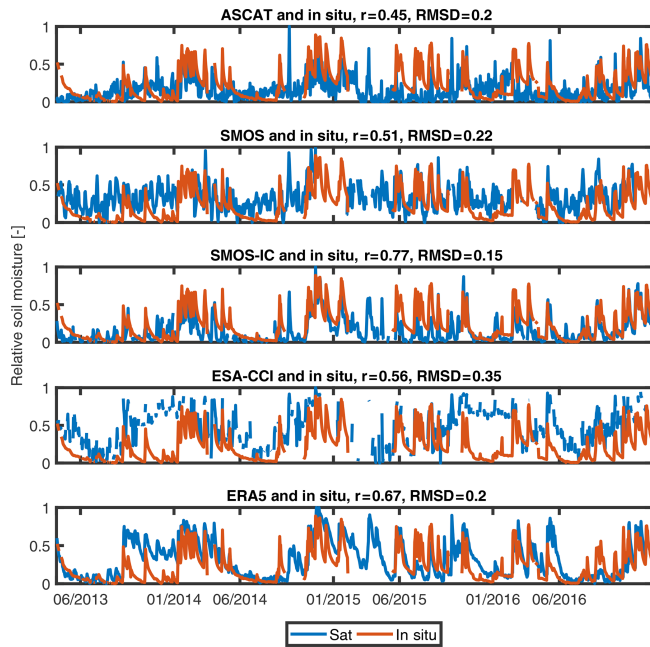 ASCAT and in situ, r=0.45, RMSD=0.2
1
0.5
0
SMOS and in situ, r=0.51, RMSD=0.22
1
0.5
0
SMOS-IC and in situ, r=0.77, RMSD=0.15
1
0.5
0
Relative soil moisture [-]
ESA-CCI and in situ, r=0.56, RMSD=0.35
1
0.5
0
ERA5 and in situ, r=0.67, RMSD=0.2
1
0.5
0
06/2013 01/2014 06/2014 01/2015 06/2015 01/2016 06/2016
Sat In situ